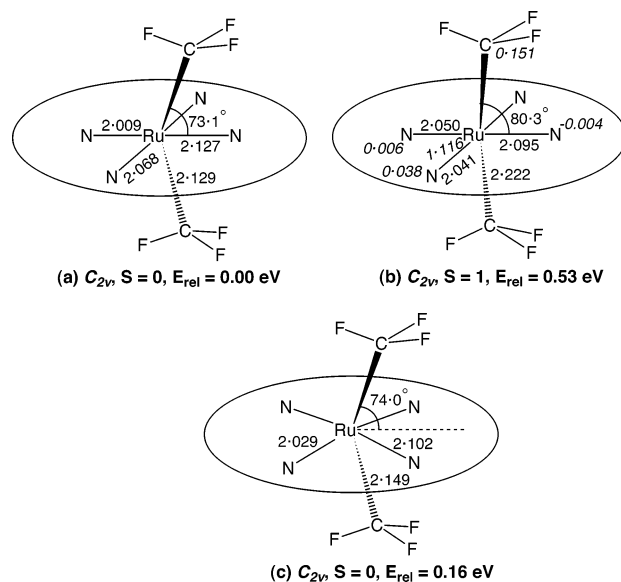 F
F
C
F
0·151
F
F
C
F
N
N
2·009
73·1°
Ru
N
2·127
2·068
N
2·129
F
C
F
F
N
2·050
80·3°
N
-0.004
Ru
2·095
0·006
1·116
0·038
2·041
N
2·222
F
C
F
F
(a) C2v, S = 0, Erel = 0.00 eV
(b) C2v, S = 1, Erel = 0.53 eV
F
F
C
F
N
74·0°
N
Ru
2·029
2·102
N
N
2·149
F
C
F
F
(c) C2v, S = 0, Erel = 0.16 eV